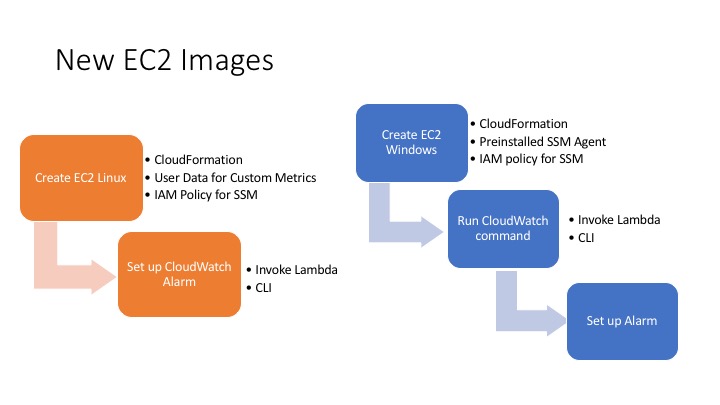 New EC2 Images
Create EC2 Linux
• CloudFormation
• User Data for Custom Metrics
• IAM Policy for SSM
Set up CloudWatch
Alarm
• Invoke Lambda
• CLI
Create EC2
Windows
• CloudFormation
• Preinstalled SSM Agent
• IAM policy for SSM
Run CloudWatch
command
• Invoke Lambda
• CLI
Set up Alarm